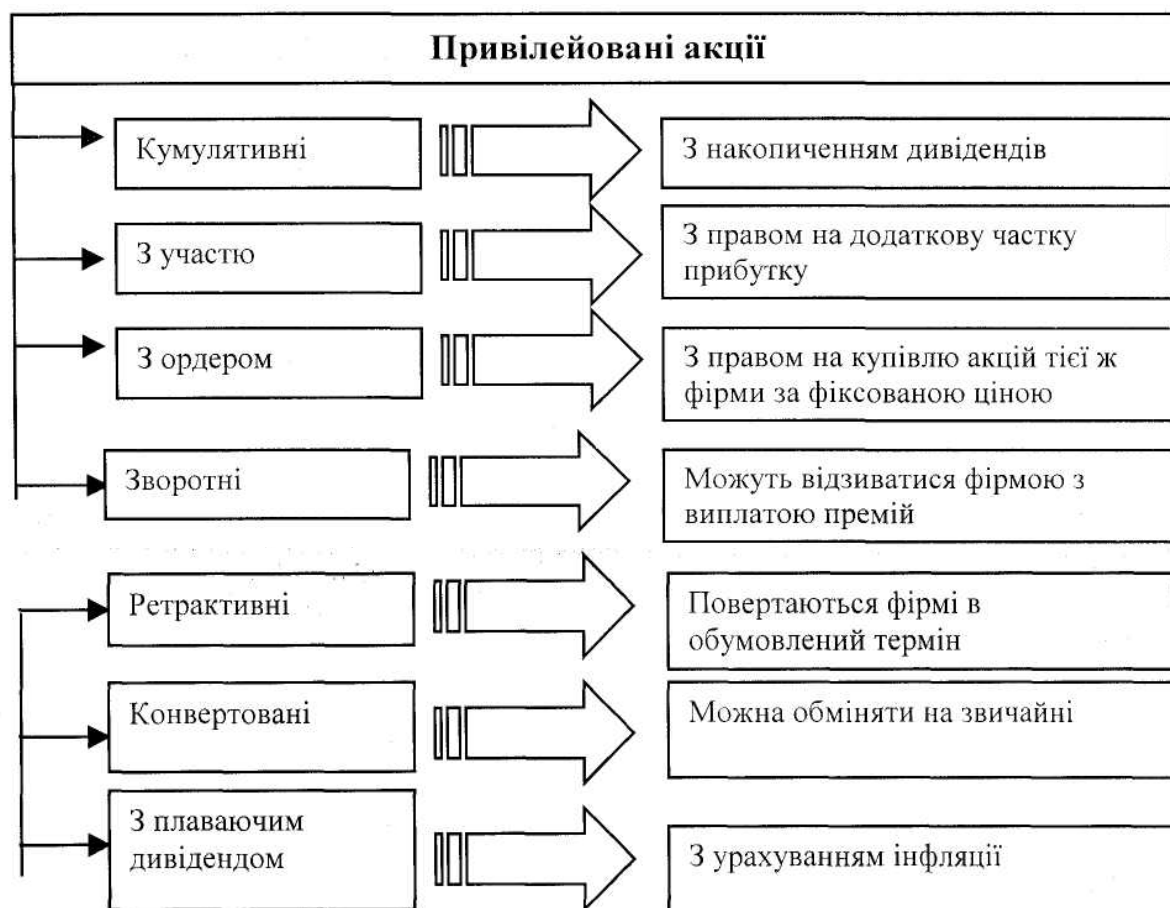 Привілейовані акції
Кумулятивні
З накопиченням дивідендів
З участю
З правом на додаткову частку
прибутку
З ордером
З правом на купівлю акцій тієї ж
фірми за фіксованою ціною
Зворотні
Можуть відзиватися фірмою з
виплатою премій
Ретрактивні
Повертаються фірмі в
обумовлений термін
Конвертовані
Можна обміняти на звичайні
З плаваючим
дивідендом
З урахуванням інфляції